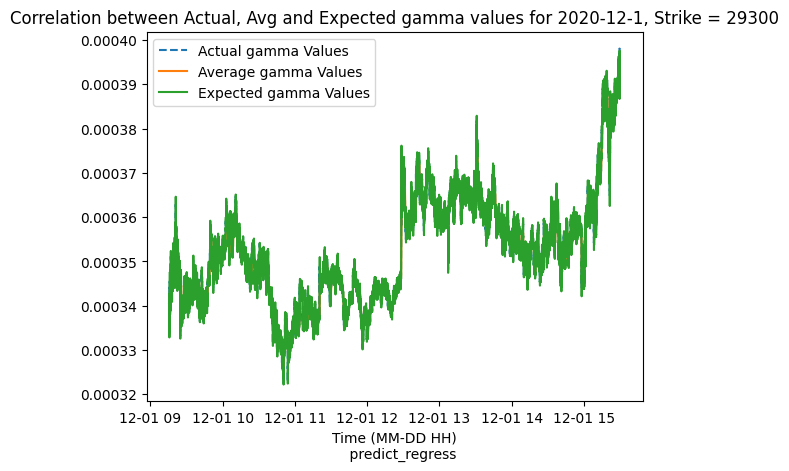 Correlation between Actual, Avg and Expected gamma values for 2020-12-1, Strike = 29300
Actual gamma Values
Average gamma Values
Expected gamma Values
0.00040
0.00039
0.00038
0.00037
0.00036
0.00035
0.00034
0.00033
0.00032
12-01 09 12-01 10 12-01 11 12-01 12 12-01 13 12-01 14 12-01 15
Time (MM-DD HH)
predict_regress